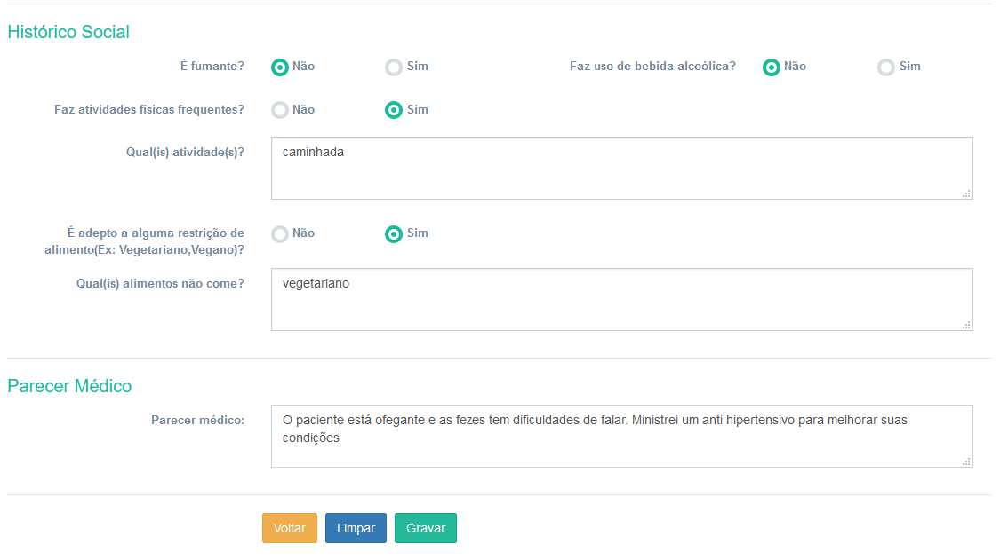 Histórico Social
É fumante? Não Sim Faz uso de bebida alcoólica? Não Sim
Faz atividades físicas frequentes? Não Sim
Qual(is) atividade(s)? caminhada
É adepto a alguma restrição de Não Sim
alimento(Ex: Vegetariano,Vegano)?
Qual(is) alimentos não come? vegetariano
Parecer Médico
Parecer médico: O paciente está ofegante e as fezes tem dificuldades de falar. Ministrei um anti hipertensivo para melhorar suas
condições
Voltar Limpar Gravar